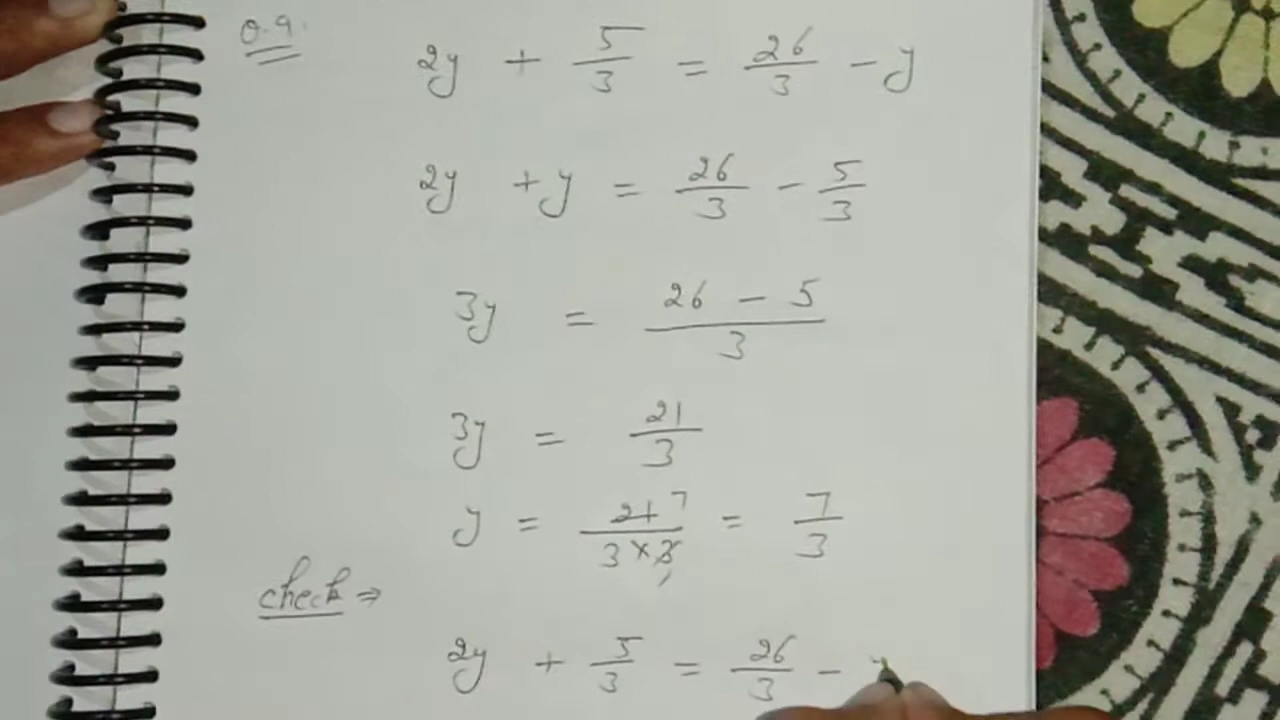 Q.9.
2y + 5/3 = 26/3 - y
2y + y = 26/3 - 5/3
3y = 26 - 5 / 3
3y = 21/3
y = 21 7 / 3 × 3 = 7/3
check ⇒
2y + 5/3 = 26/3 -